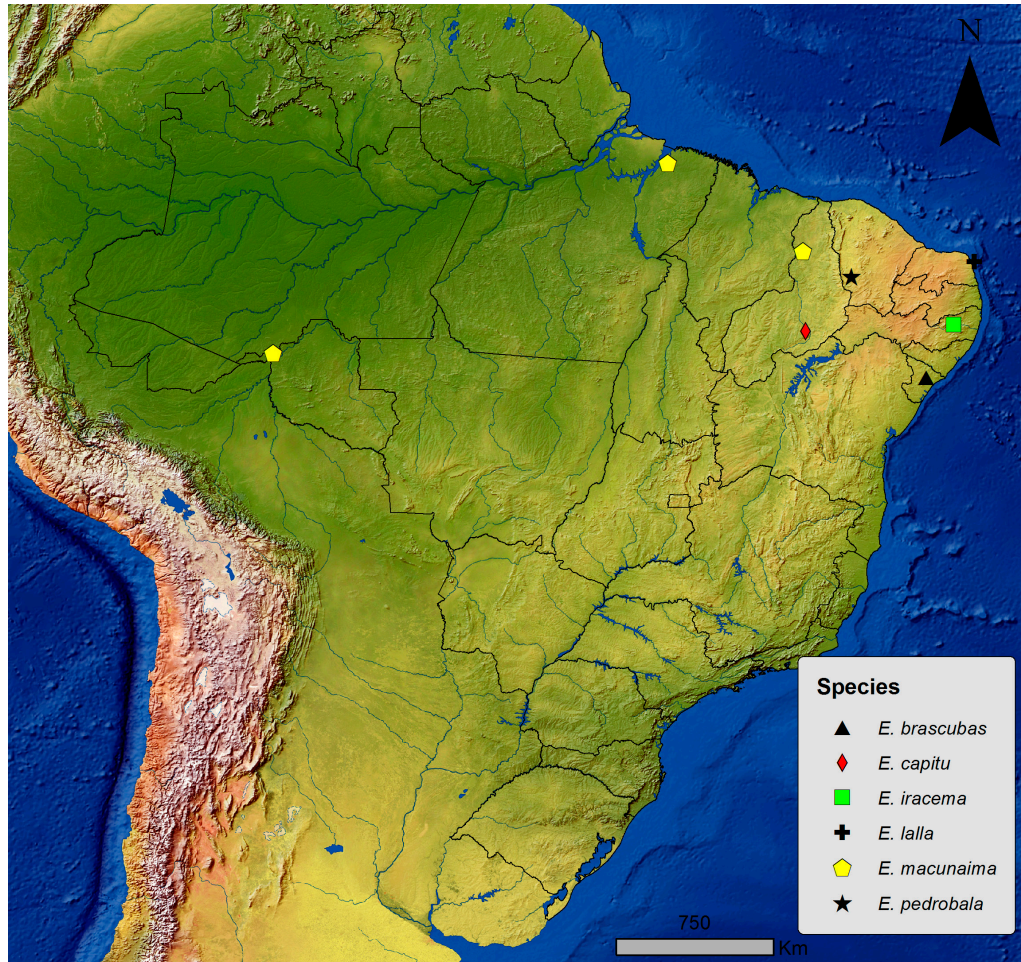 N
Species
E. brascubas
E. capitu
E. iracema
E. lalla
E. macunaima
E. pedrobala
750
Km